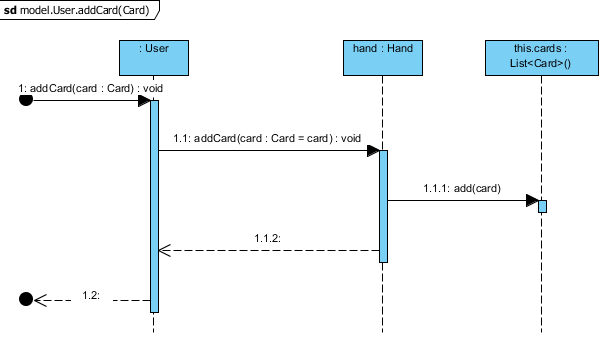 sd model.User.addCard(Card)
: User
hand : Hand
this.cards :
List<Card>()
1: addCard(card : Card) : void
1.1: addCard(card : Card = card) : void
1.1.1: add(card)
1.1.2:
1.2: